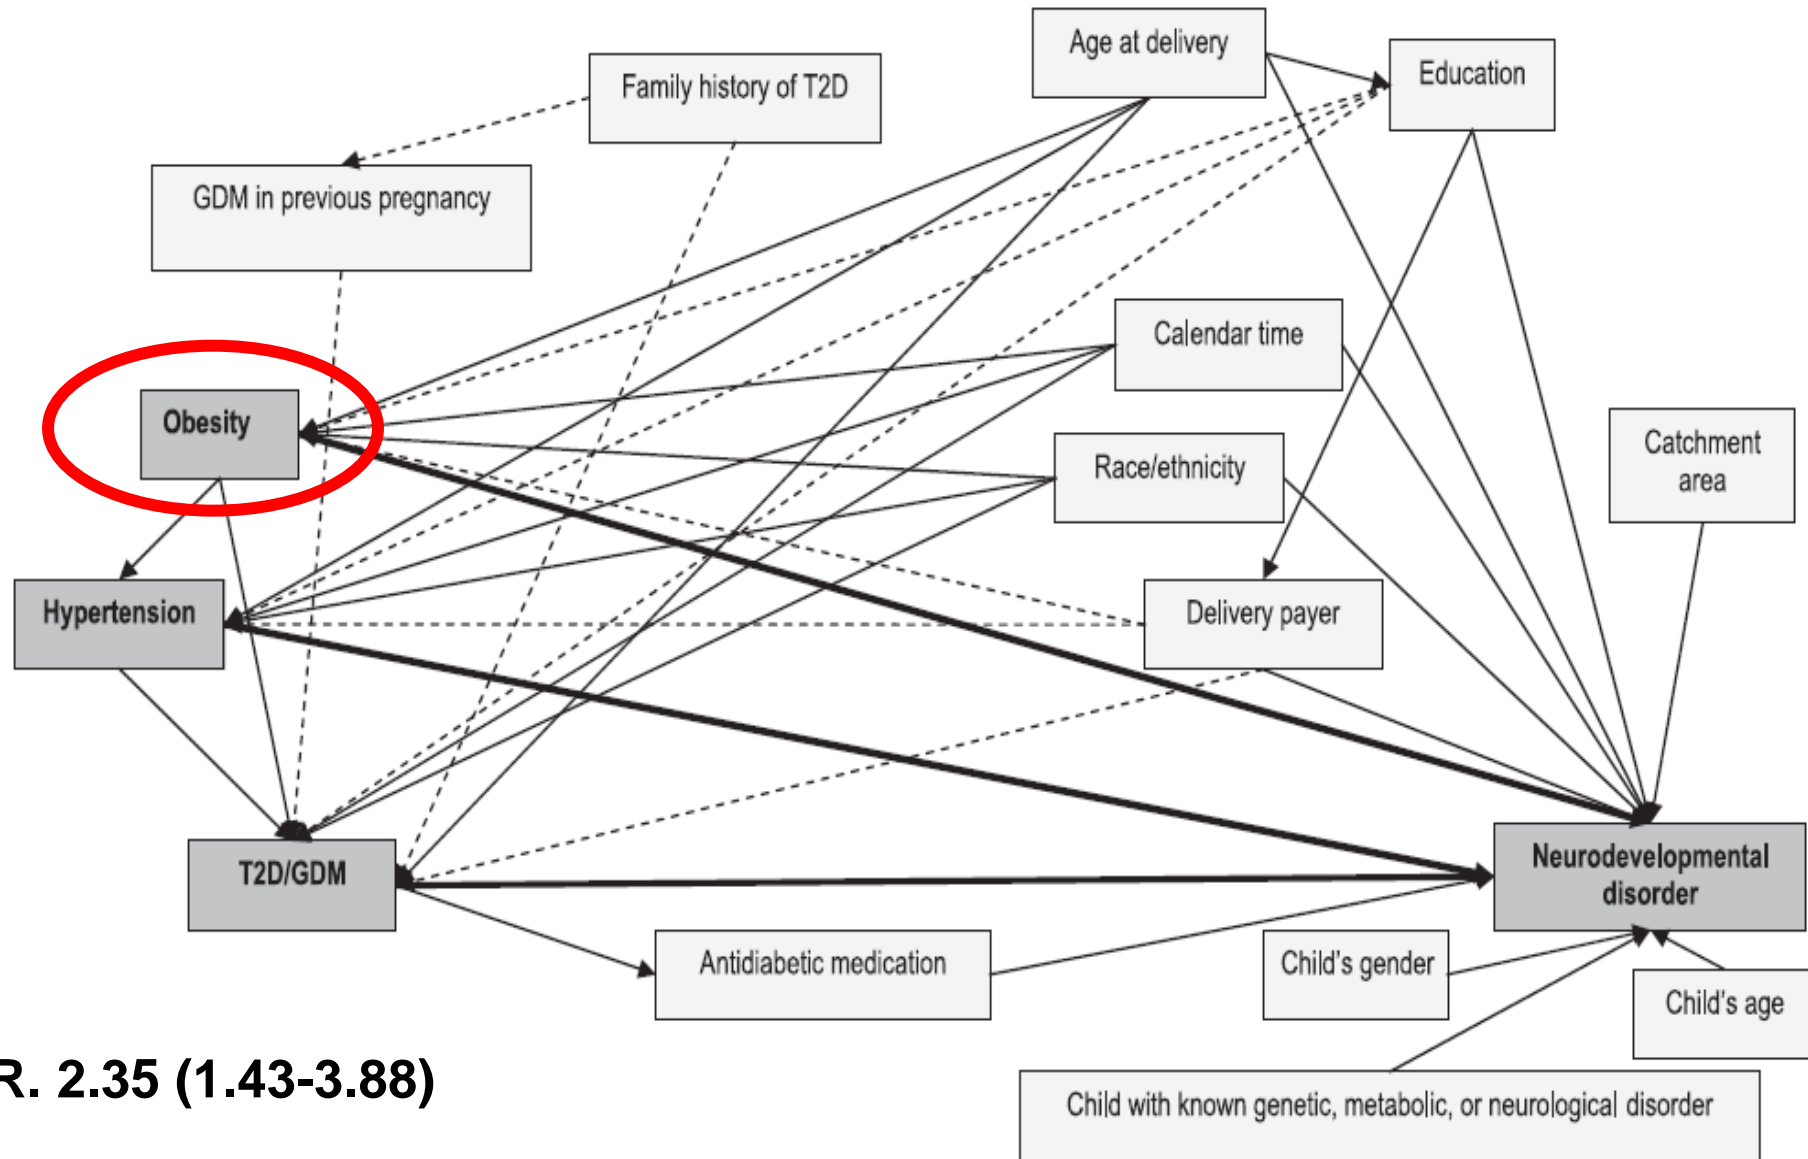 Age at delivery
Education
Family history of T2D
GDM in previous pregnancy
Calendar time
Obesity
Race/ethnicity
Catchment
area
Hypertension
Delivery payer
T2D/GDM
Neurodevelopmental
disorder
Antidiabetic medication
Child's gender
Child's age
R. 2.35 (1.43-3.88)
Child with known genetic, metabolic, or neurological disorder